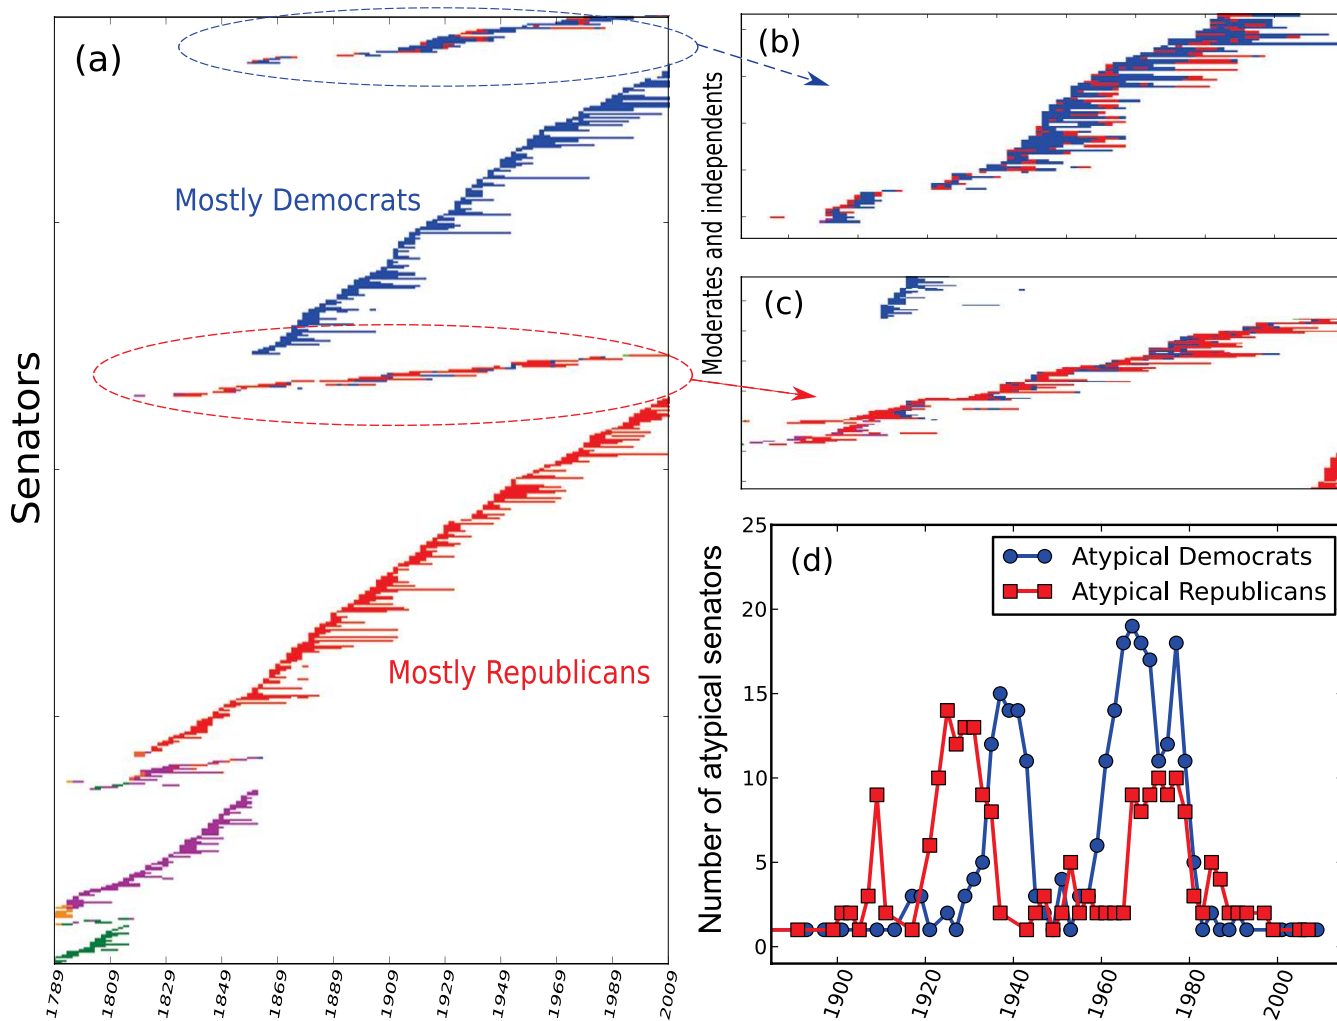 (a)
Mostly Democrats
Mostly Republicans
Senators
1789
1809
1829
1849
1869
1889
1909
1929
1949
1969
1989
2009
Moderates and independents
(b)
(c)
(d)
Number of atypical senators
25
20
15
10
5
0
Atypical Democrats
Atypical Republicans
1900
1920
1940
1960
1980
2000